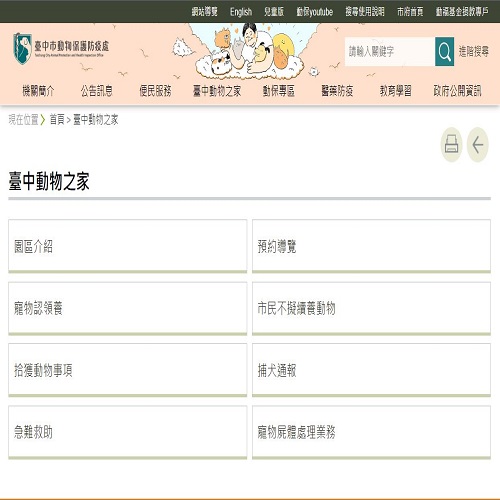 網站導覽 English 兒童版 動保youtube 搜尋使用說明 市府首頁 動福基金捐款專戶
臺中市動物保護防疫處
Taichung City Animal Protection and Health Inspection Office
請輸入關鍵字 進階搜尋
機關簡介 公告訊息 便民服務 臺中動物之家 動保專區 醫藥防疫 教育學習 政府公開資訊
現在位置 首頁 > 臺中動物之家
臺中動物之家
園區介紹 預約導覽
寵物認領養 市民不擬續養動物
拾獲動物事項 捕犬通報
急難救助 寵物屍體處理業務